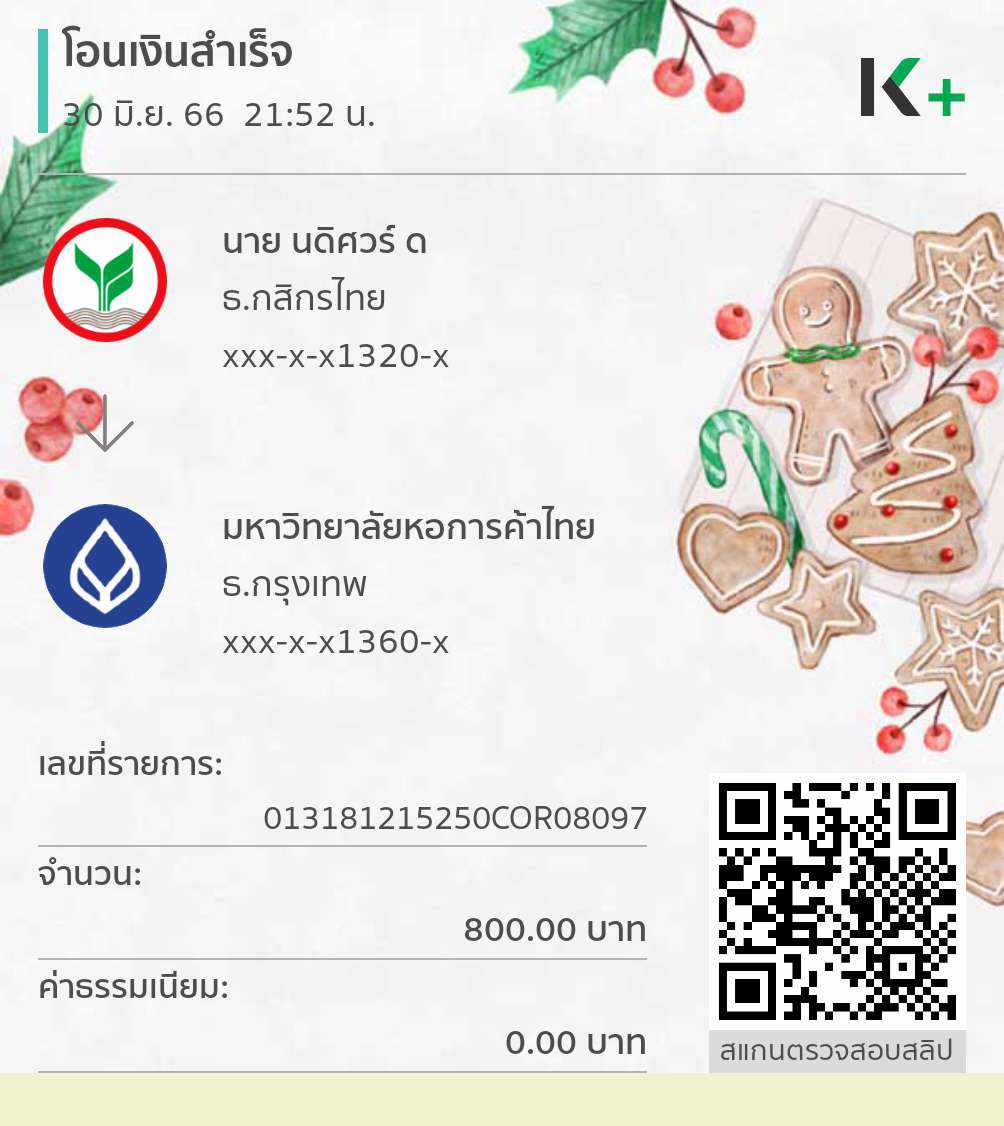 โอนเงินสำเร็จ
30 มิ.ย. 66 21:52 น.
K+
นาย นดิศวร์ ด
ธ.กสิกรไทย
xxx-x-x1320-x
มหาวิทยาลัยหอการค้าไทย
ธ.กรุงเทพ
xxx-x-x1360-x
เลขที่รายการ:
013181215250COR08097
จำนวน:
800.00 บาท
ค่าธรรมเนียม:
0.00 บาท
สแกนตรวจสอบสลิป